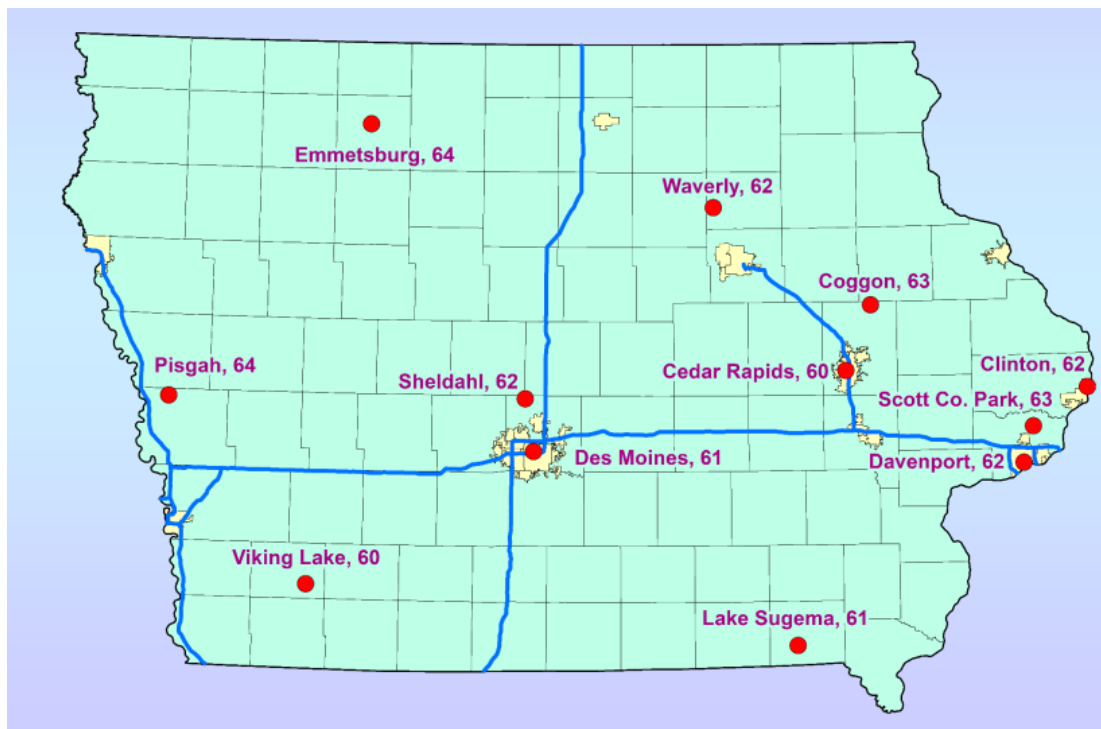 Emmetsburg, 64
Waverly, 62
Coggon, 63
Pisgah, 64
Clinton, 62
Cedar Rapids, 60
Sheldahl, 62
Scott Co. Park, 63
Des Moines, 61
Davenport, 62
Viking Lake, 60
Lake Sugema, 61